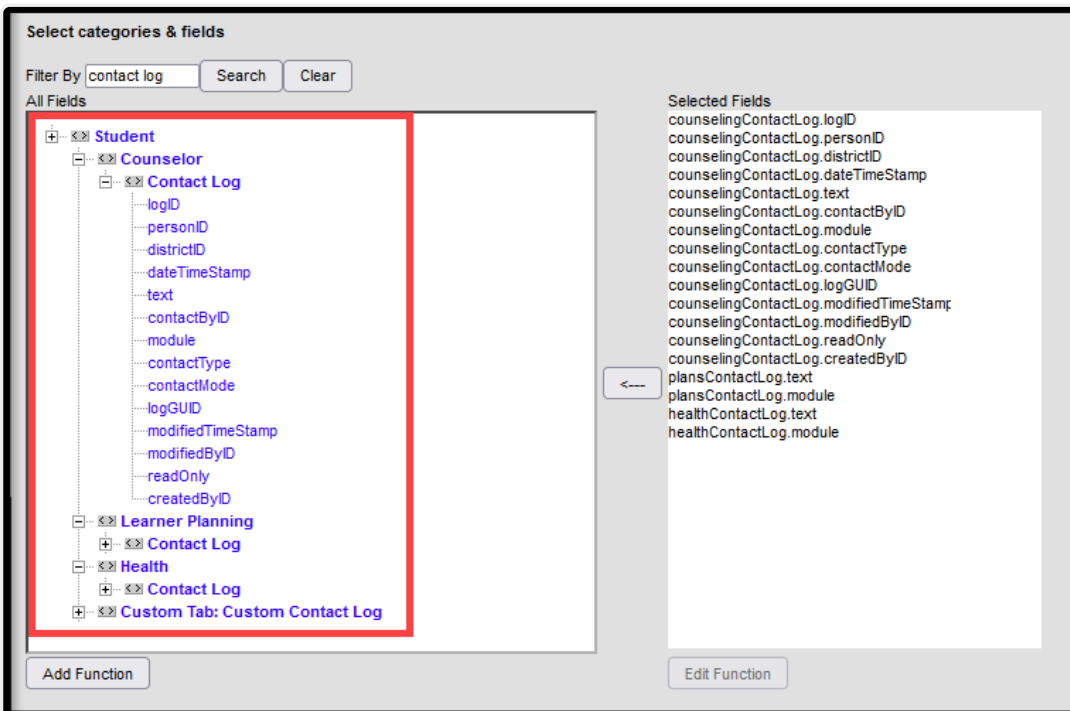 Select categories & fields
Filter By contact log Search Clear
All Fields
Student
Counselor
Contact Log
logID
personID
districtID
dateTimeStamp
text
contactByID
module
contactType
contactMode
logGUID
modifiedTimeStamp
modifiedByID
readOnly
createdByID
Learner Planning
Contact Log
Health
Contact Log
Custom Tab: Custom Contact Log
Add Function
<---
Selected Fields
counselingContactLog.logID
counselingContactLog.personID
counselingContactLog.districtID
counselingContactLog.dateTimeStamp
counselingContactLog.text
counselingContactLog.contactByID
counselingContactLog.module
counselingContactLog.contactType
counselingContactLog.contactMode
counselingContactLog.logGUID
counselingContactLog.modifiedTimeStamp
counselingContactLog.modifiedByID
counselingContactLog.readOnly
counselingContactLog.createdByID
plansContactLog.text
plansContactLog.module
healthContactLog.text
healthContactLog.module
Edit Function